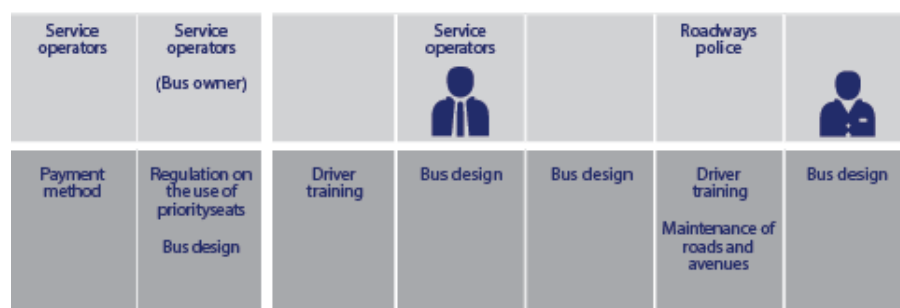 Service
operators
Service
operators
(Bus owner)
Service
operators
Roadways
police
Payment
method
Regulation on
the use of
priorityseats
Bus design
Driver
training
Bus design
Bus design
Driver
training
Maintenance of
roads and
avenues
Bus design